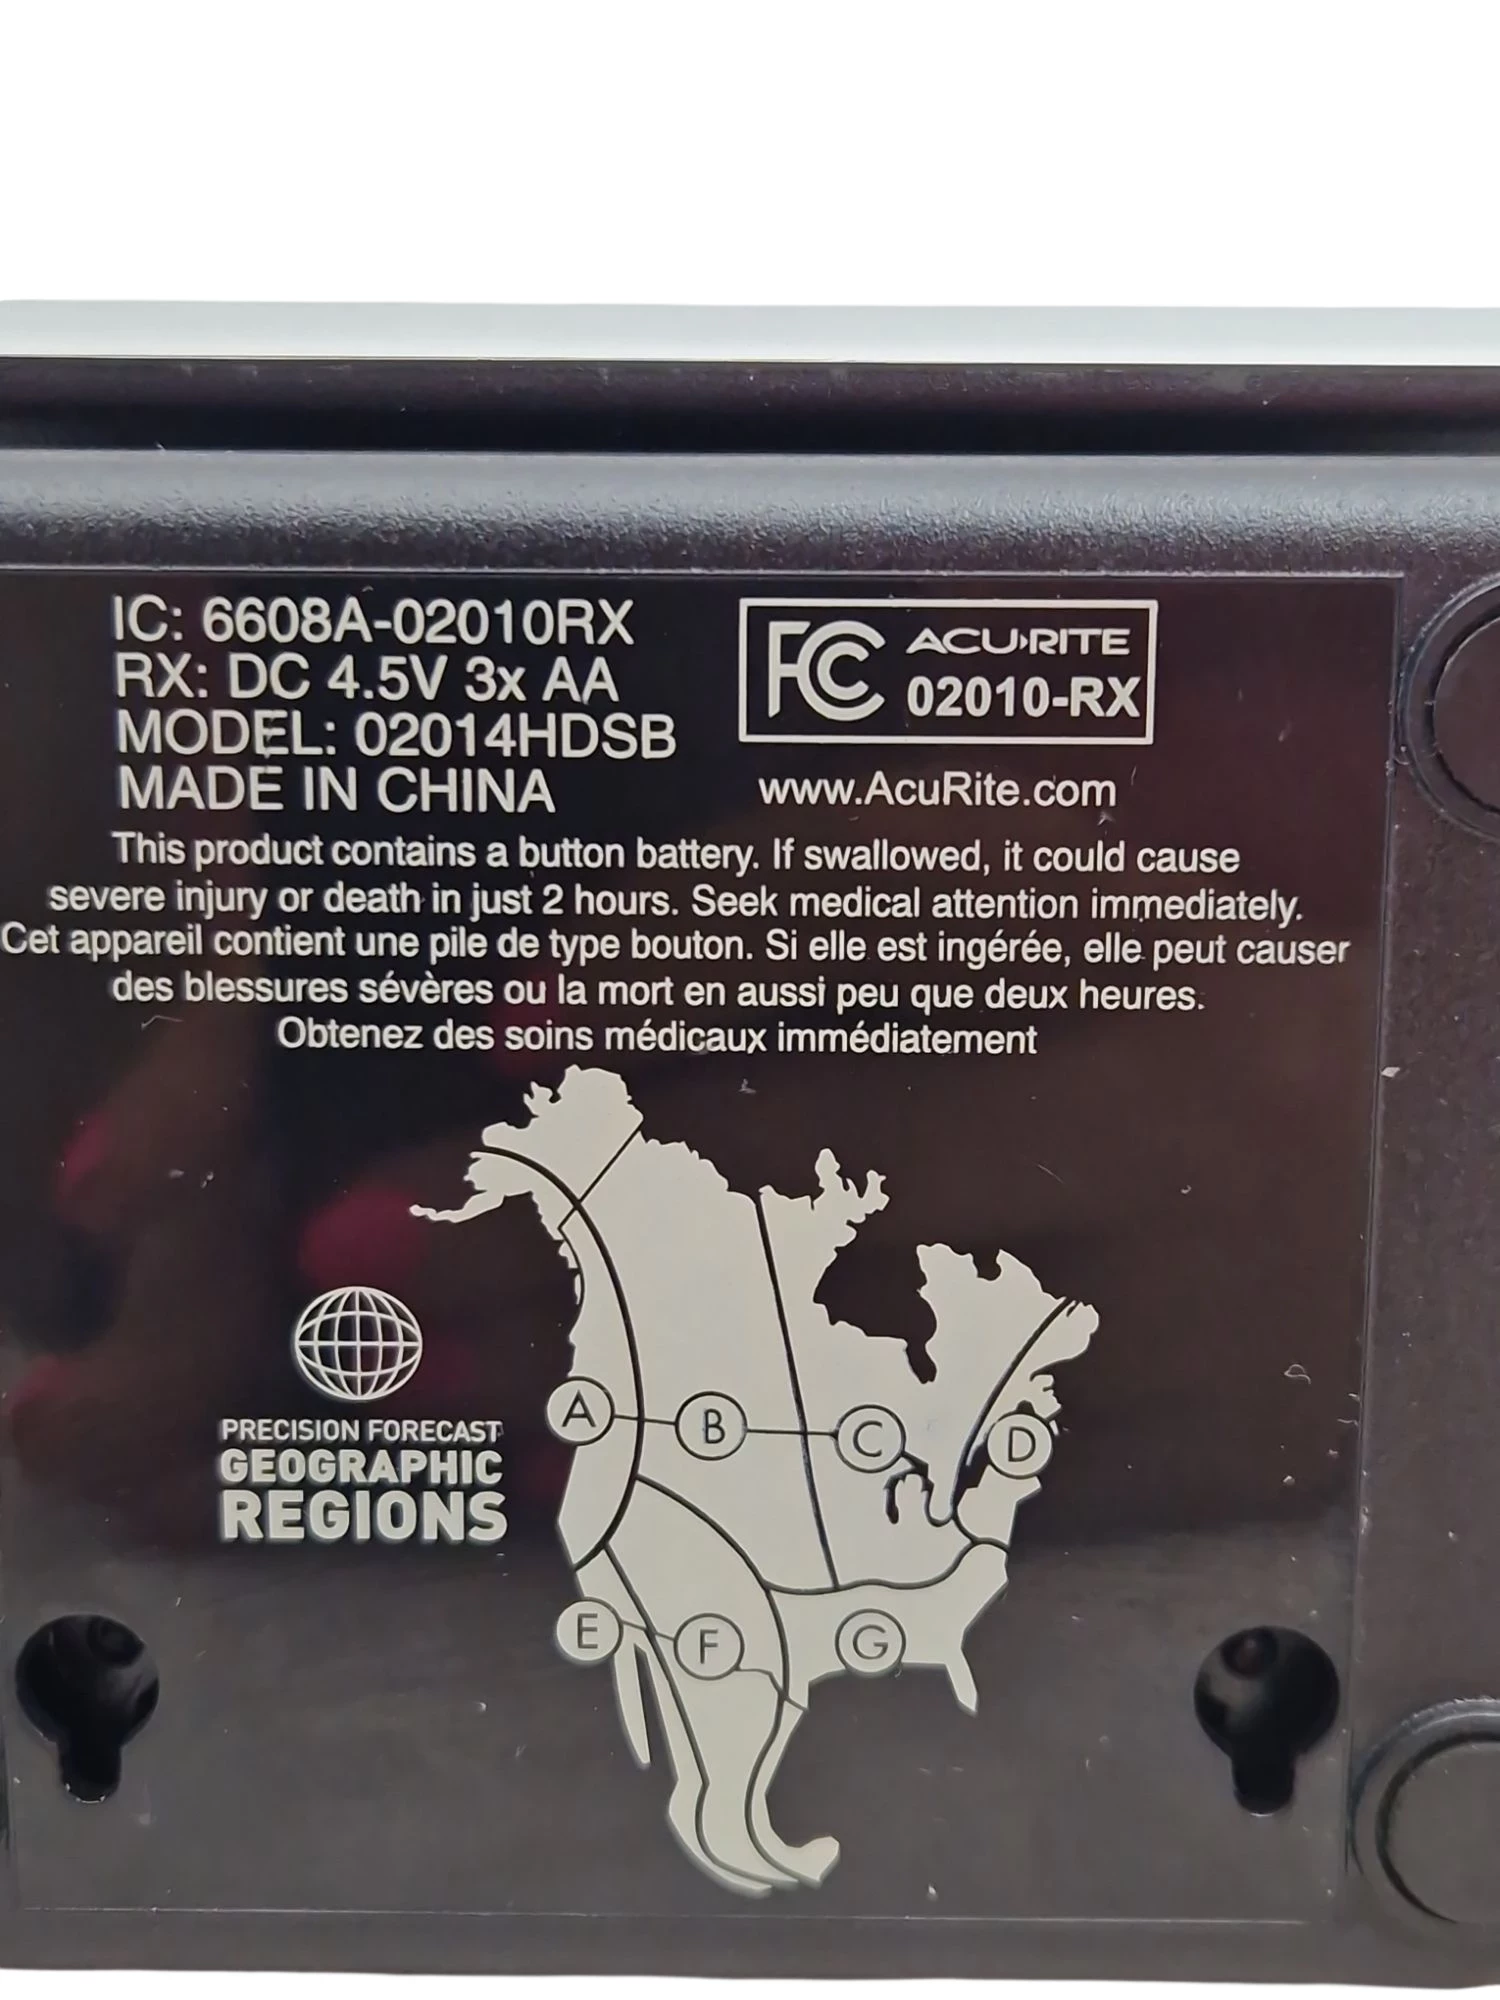 IC: 6608A-02010RX
RX: DC 4.5V 3x AA
MODEL: 02014HDSB
MADE IN CHINA
FC ACU›RITE
02010-RX
www.AcuRite.com
This product contains a button battery. If swallowed, it could cause
severe injury or death in just 2 hours. Seek medical attention immediately.
Cet appareil contient une pile de type bouton. Si elle est ingérée, elle peut causer
des blessures sévères ou la mort en aussi peu que deux heures.
Obtenez des soins médicaux immédiatement
PRECISION FORECAST
GEOGRAPHIC
REGIONS
A B C D
E F G